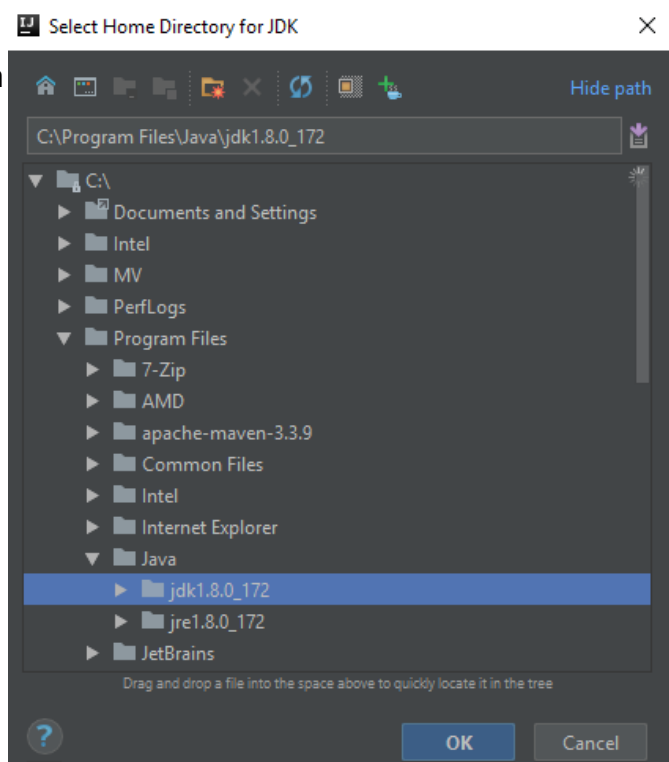 Select Home Directory for JDK
Hide path
C:\Program Files\Java\jdk1.8.0_172
C:\
Documents and Settings
Intel
MV
PerfLogs
Program Files
7-Zip
AMD
apache-maven-3.3.9
Common Files
Intel
Internet Explorer
Java
jdk1.8.0_172
jre1.8.0_172
JetBrains
Drag and drop a file into the space above to quickly locate it in the tree
?
OK
Cancel